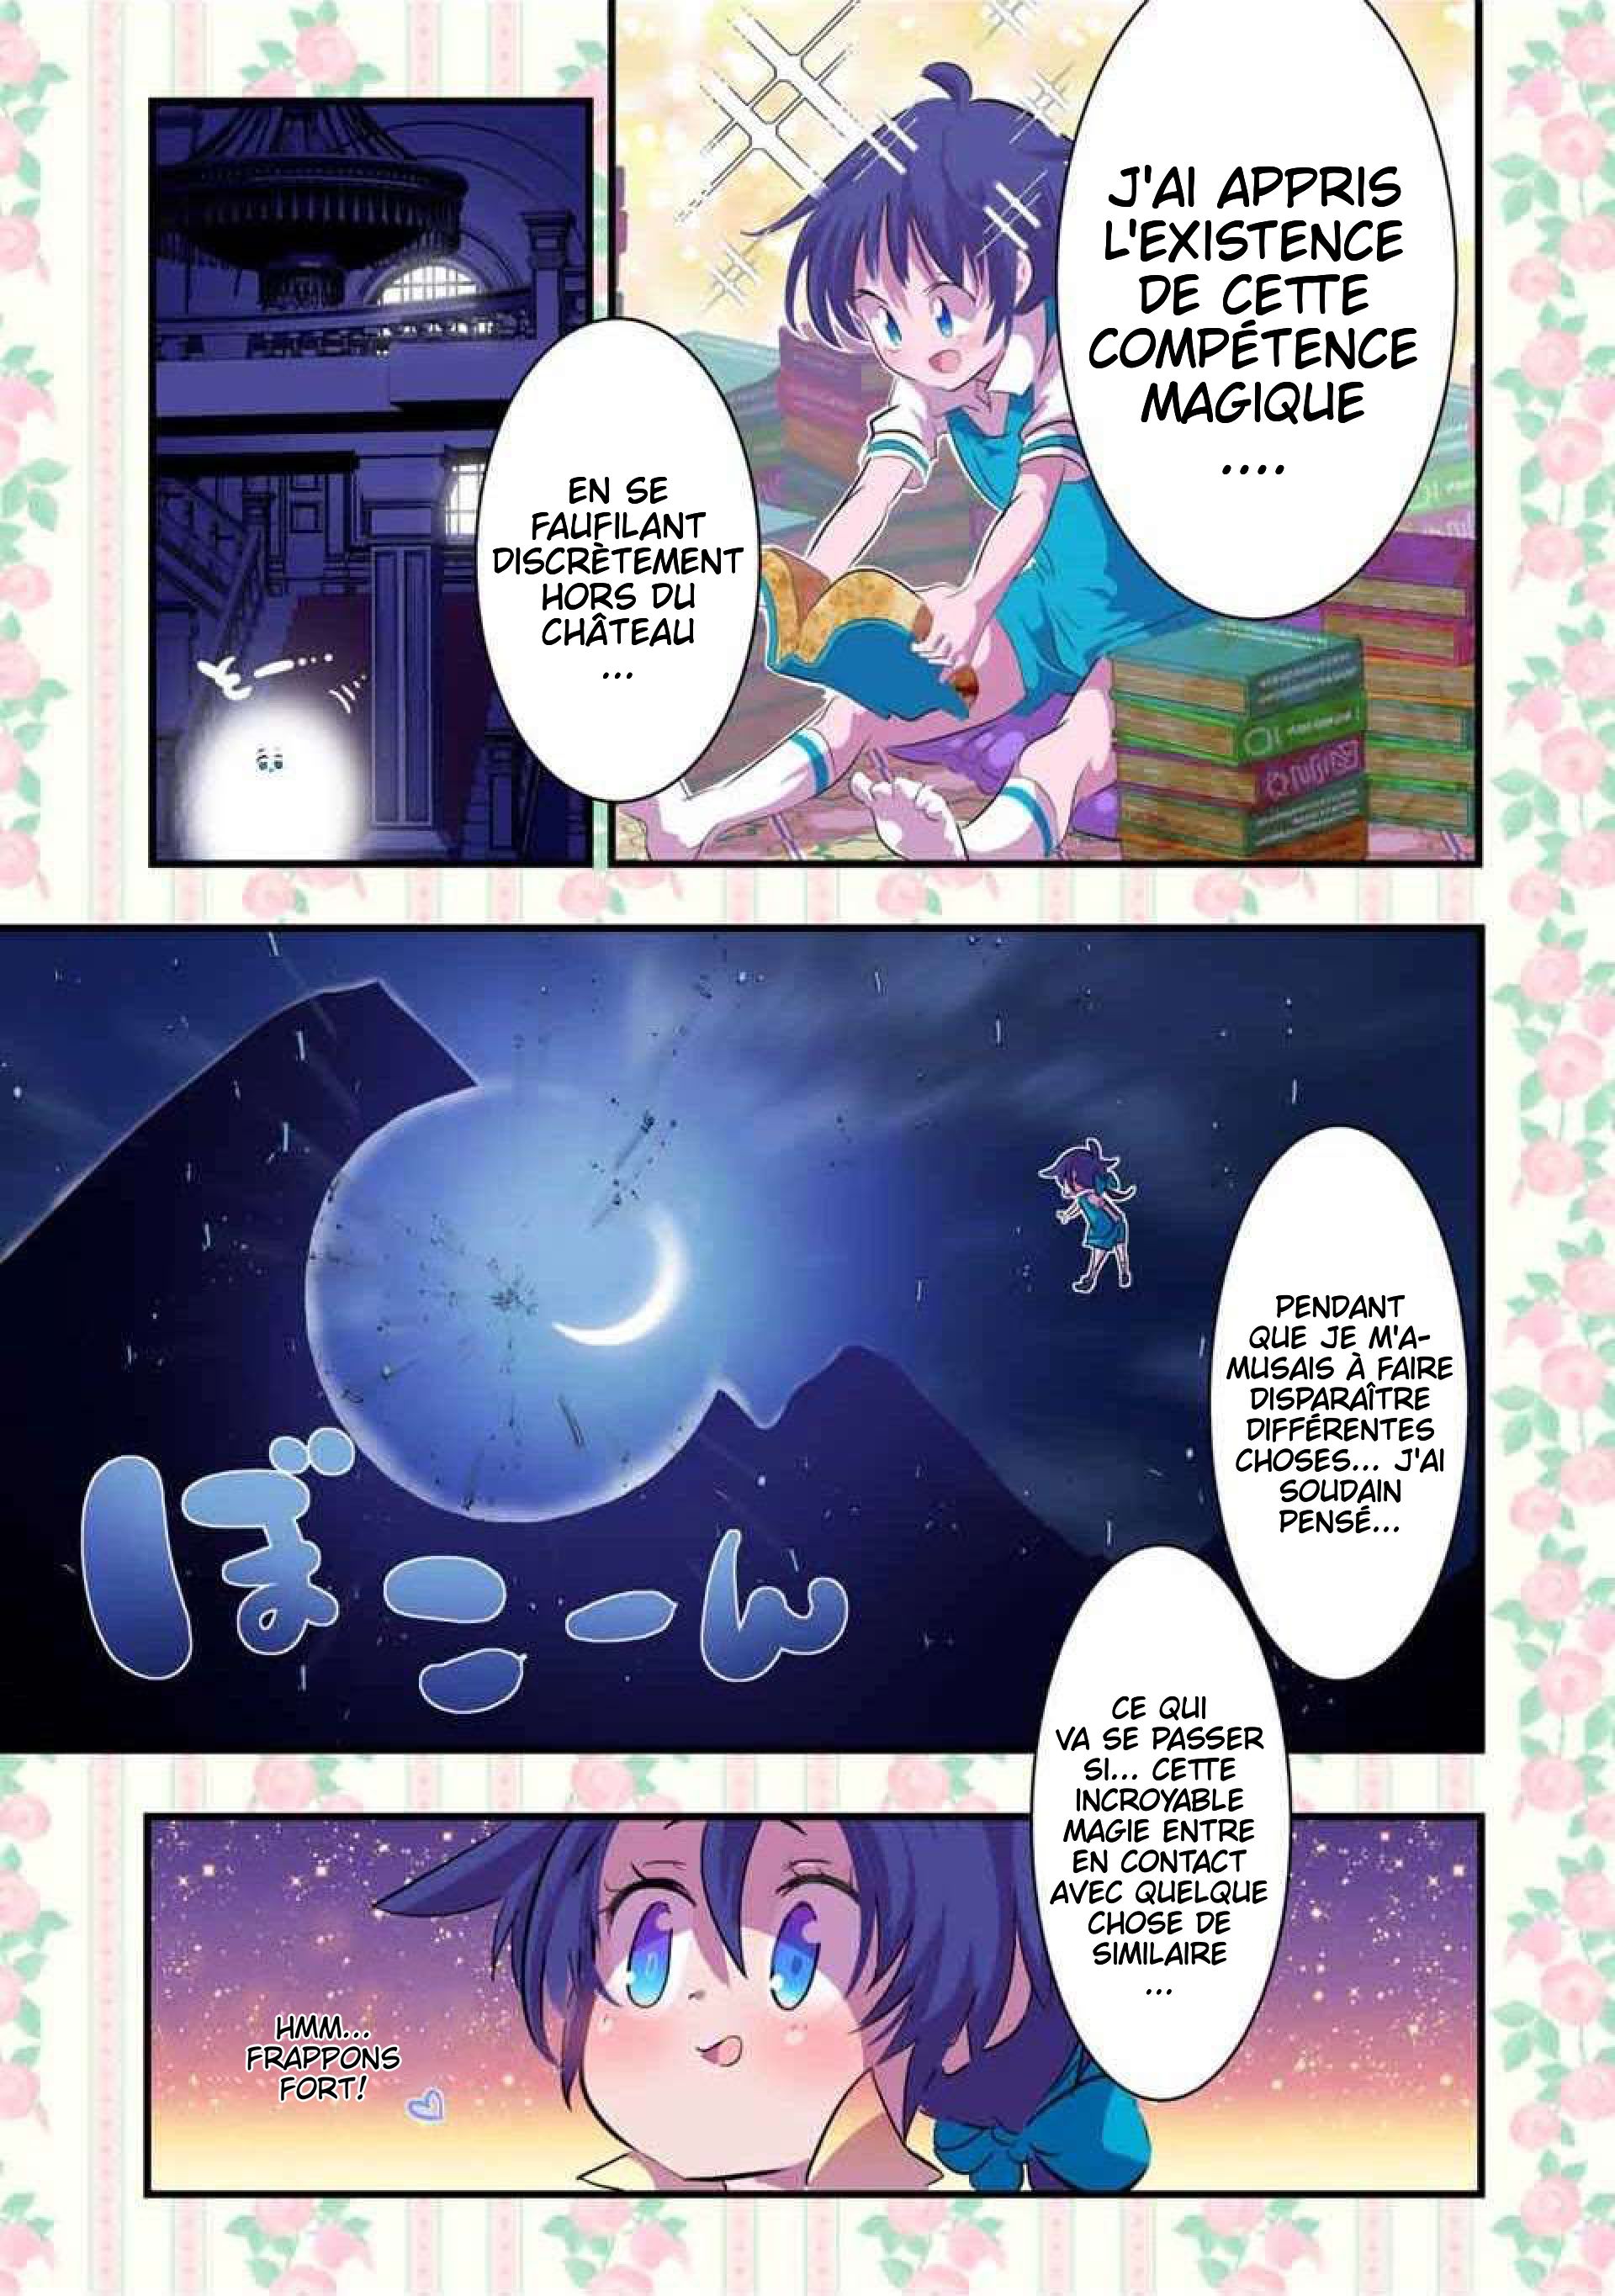 J'AI APPRIS
L'EXISTENCE
DE CETTE
COMPÉTENCE
MAGIQUE
....
EN SE
FAUFILANT
DISCRÈTEMENT
HORS DU
CHÂTEAU
...
そー…
PENDANT
QUE JE M'A-
MUSAIS À FAIRE
DISPARAÎTRE
DIFFÉRENTES
CHOSES... J'AI
SOUDAIN
PENSÉ...
ぼこーん
CE QUI
VA SE PASSER
SI... CETTE
INCROYABLE
MAGIE ENTRE
EN CONTACT
AVEC QUELQUE
CHOSE DE
SIMILAIRE
...
HMM...
FRAPPONS
FORT!